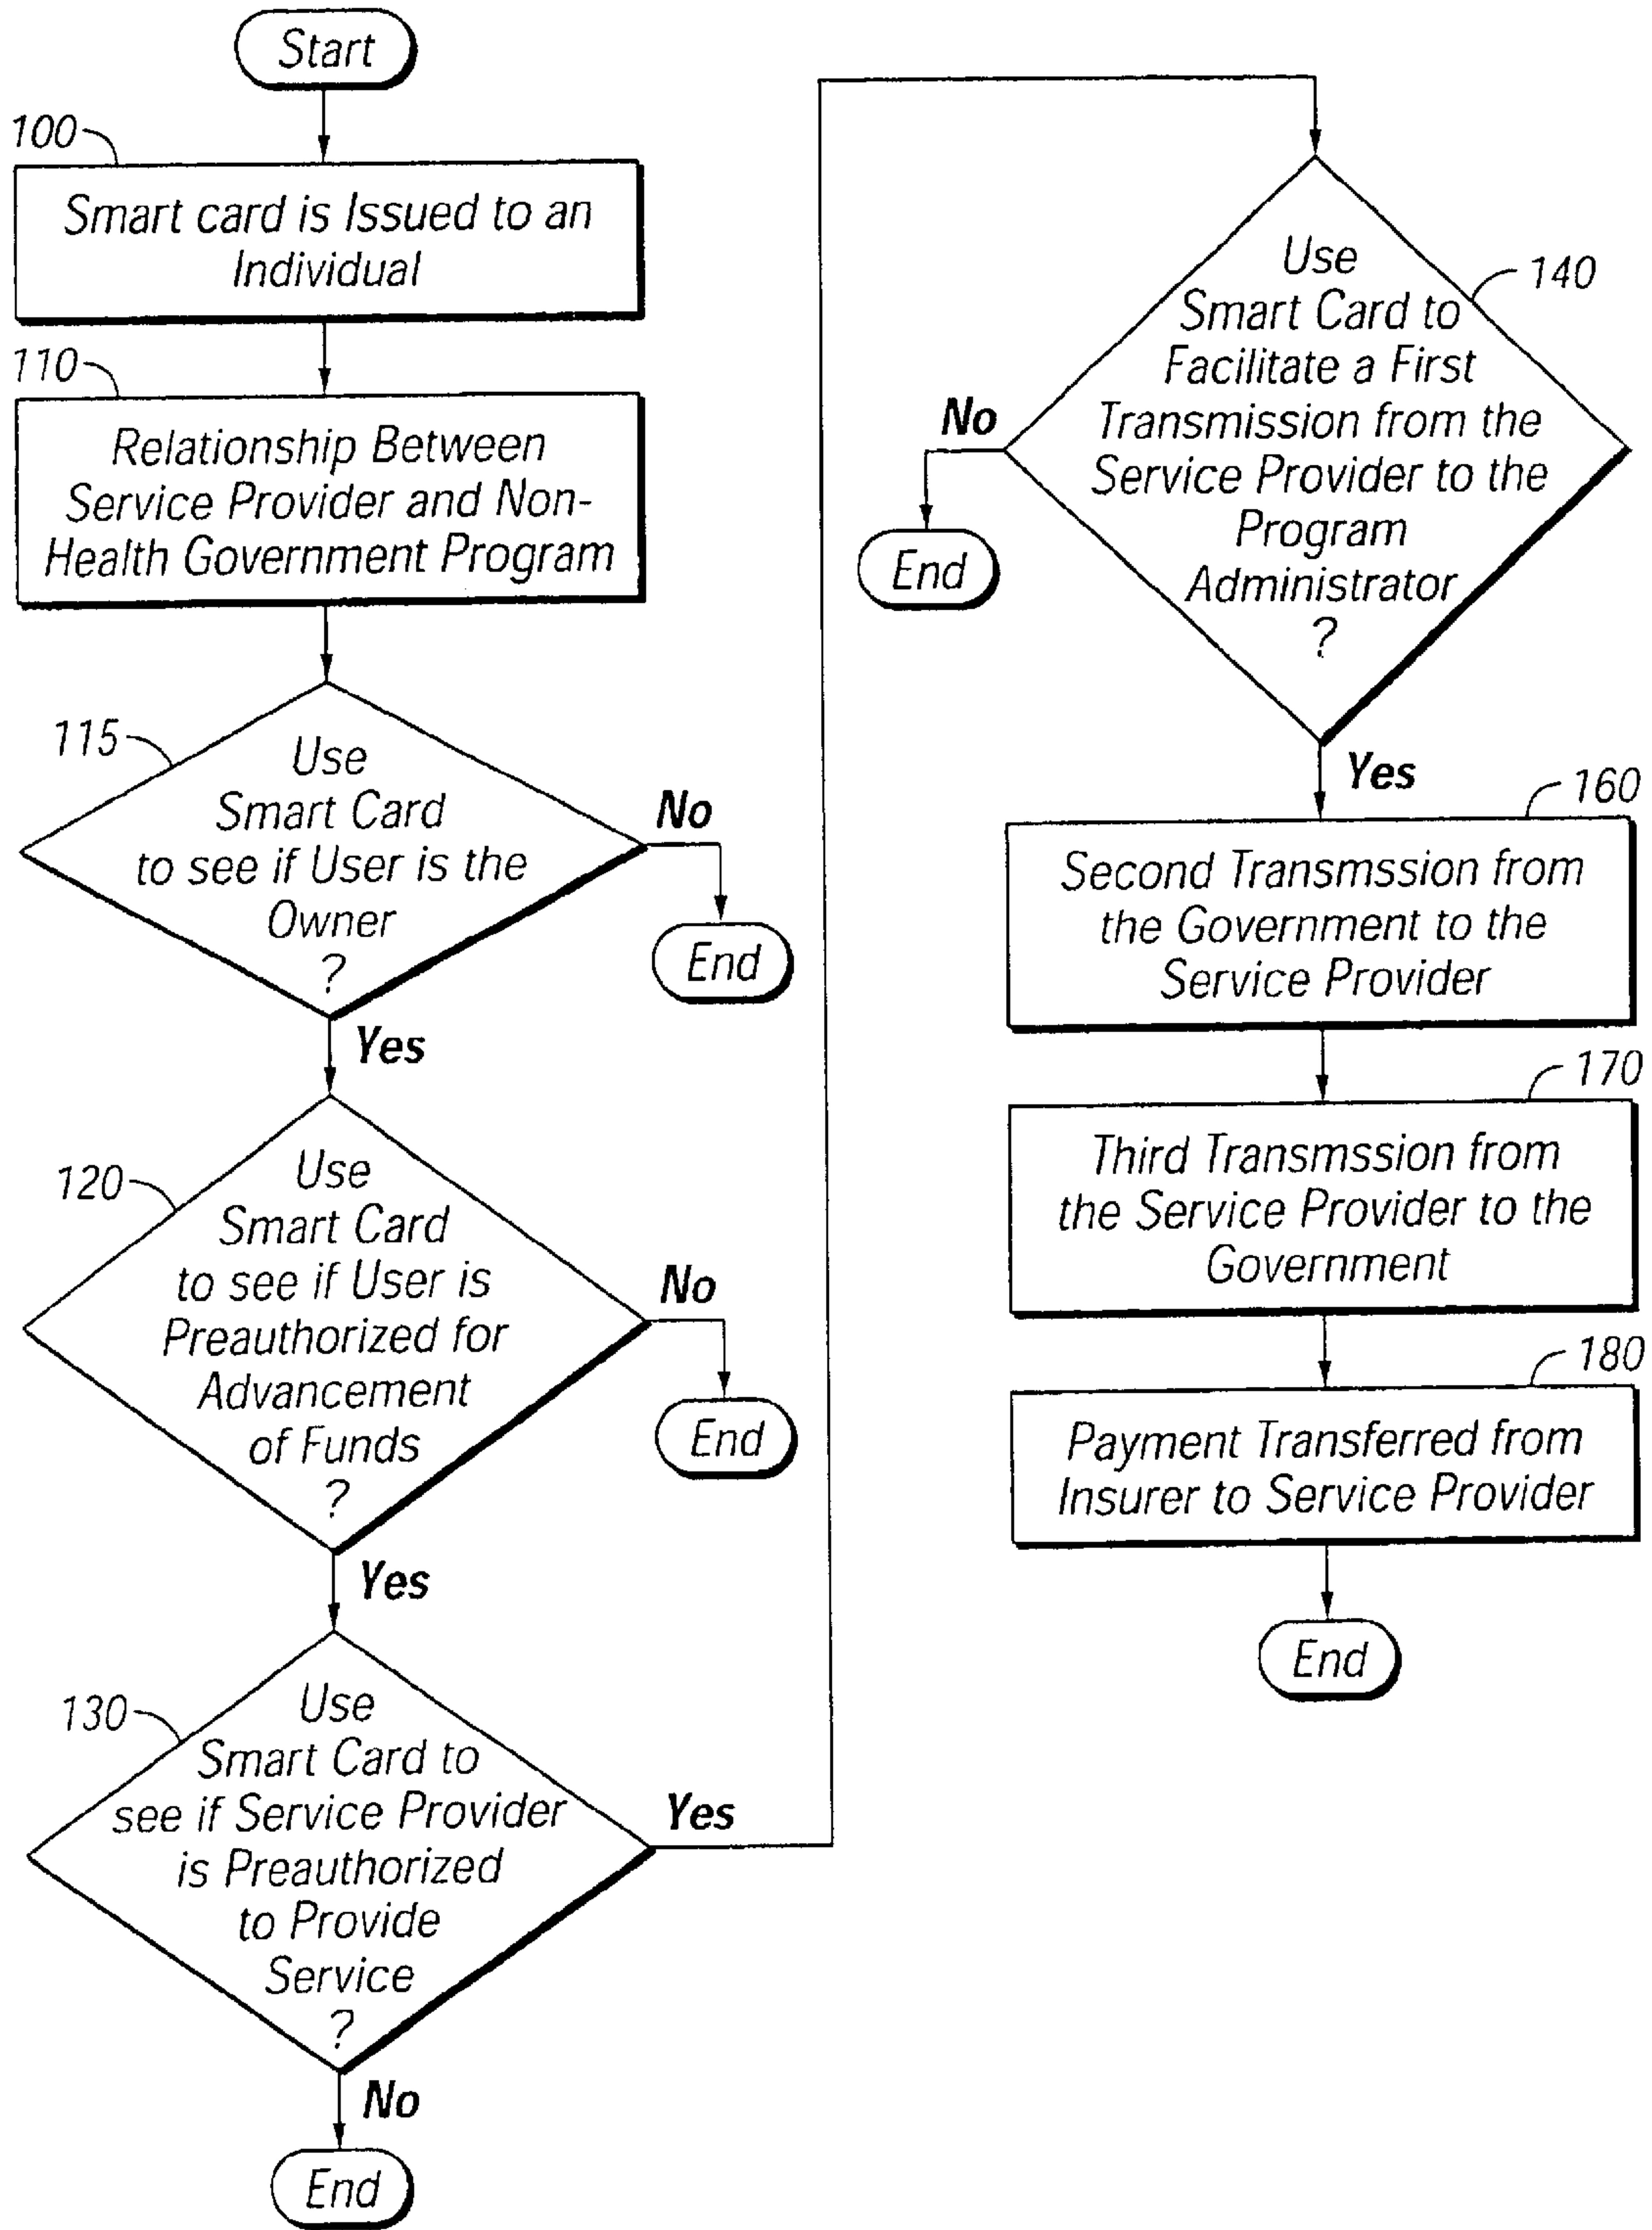 Start
100
Smart card is Issued to an
Individual
110
Relationship Between
Service Provider and Non-
Health Government Program
115
Use
Smart Card
to see if User is the
Owner
?
No
End
Yes
120
Use
Smart Card
to see if User is
Preauthorized for
Advancement
of Funds
?
No
End
Yes
130
Use
Smart Card to
see if Service Provider
is Preauthorized
to Provide
Service
?
Yes
No
End
140
Use
Smart Card to
Facilitate a First
Transmission from the
Service Provider to the
Program
Administrator
?
No
End
Yes
160
Second Transmssion from
the Government to the
Service Provider
170
Third Transmssion from
the Service Provider to the
Government
180
Payment Transferred from
Insurer to Service Provider
End